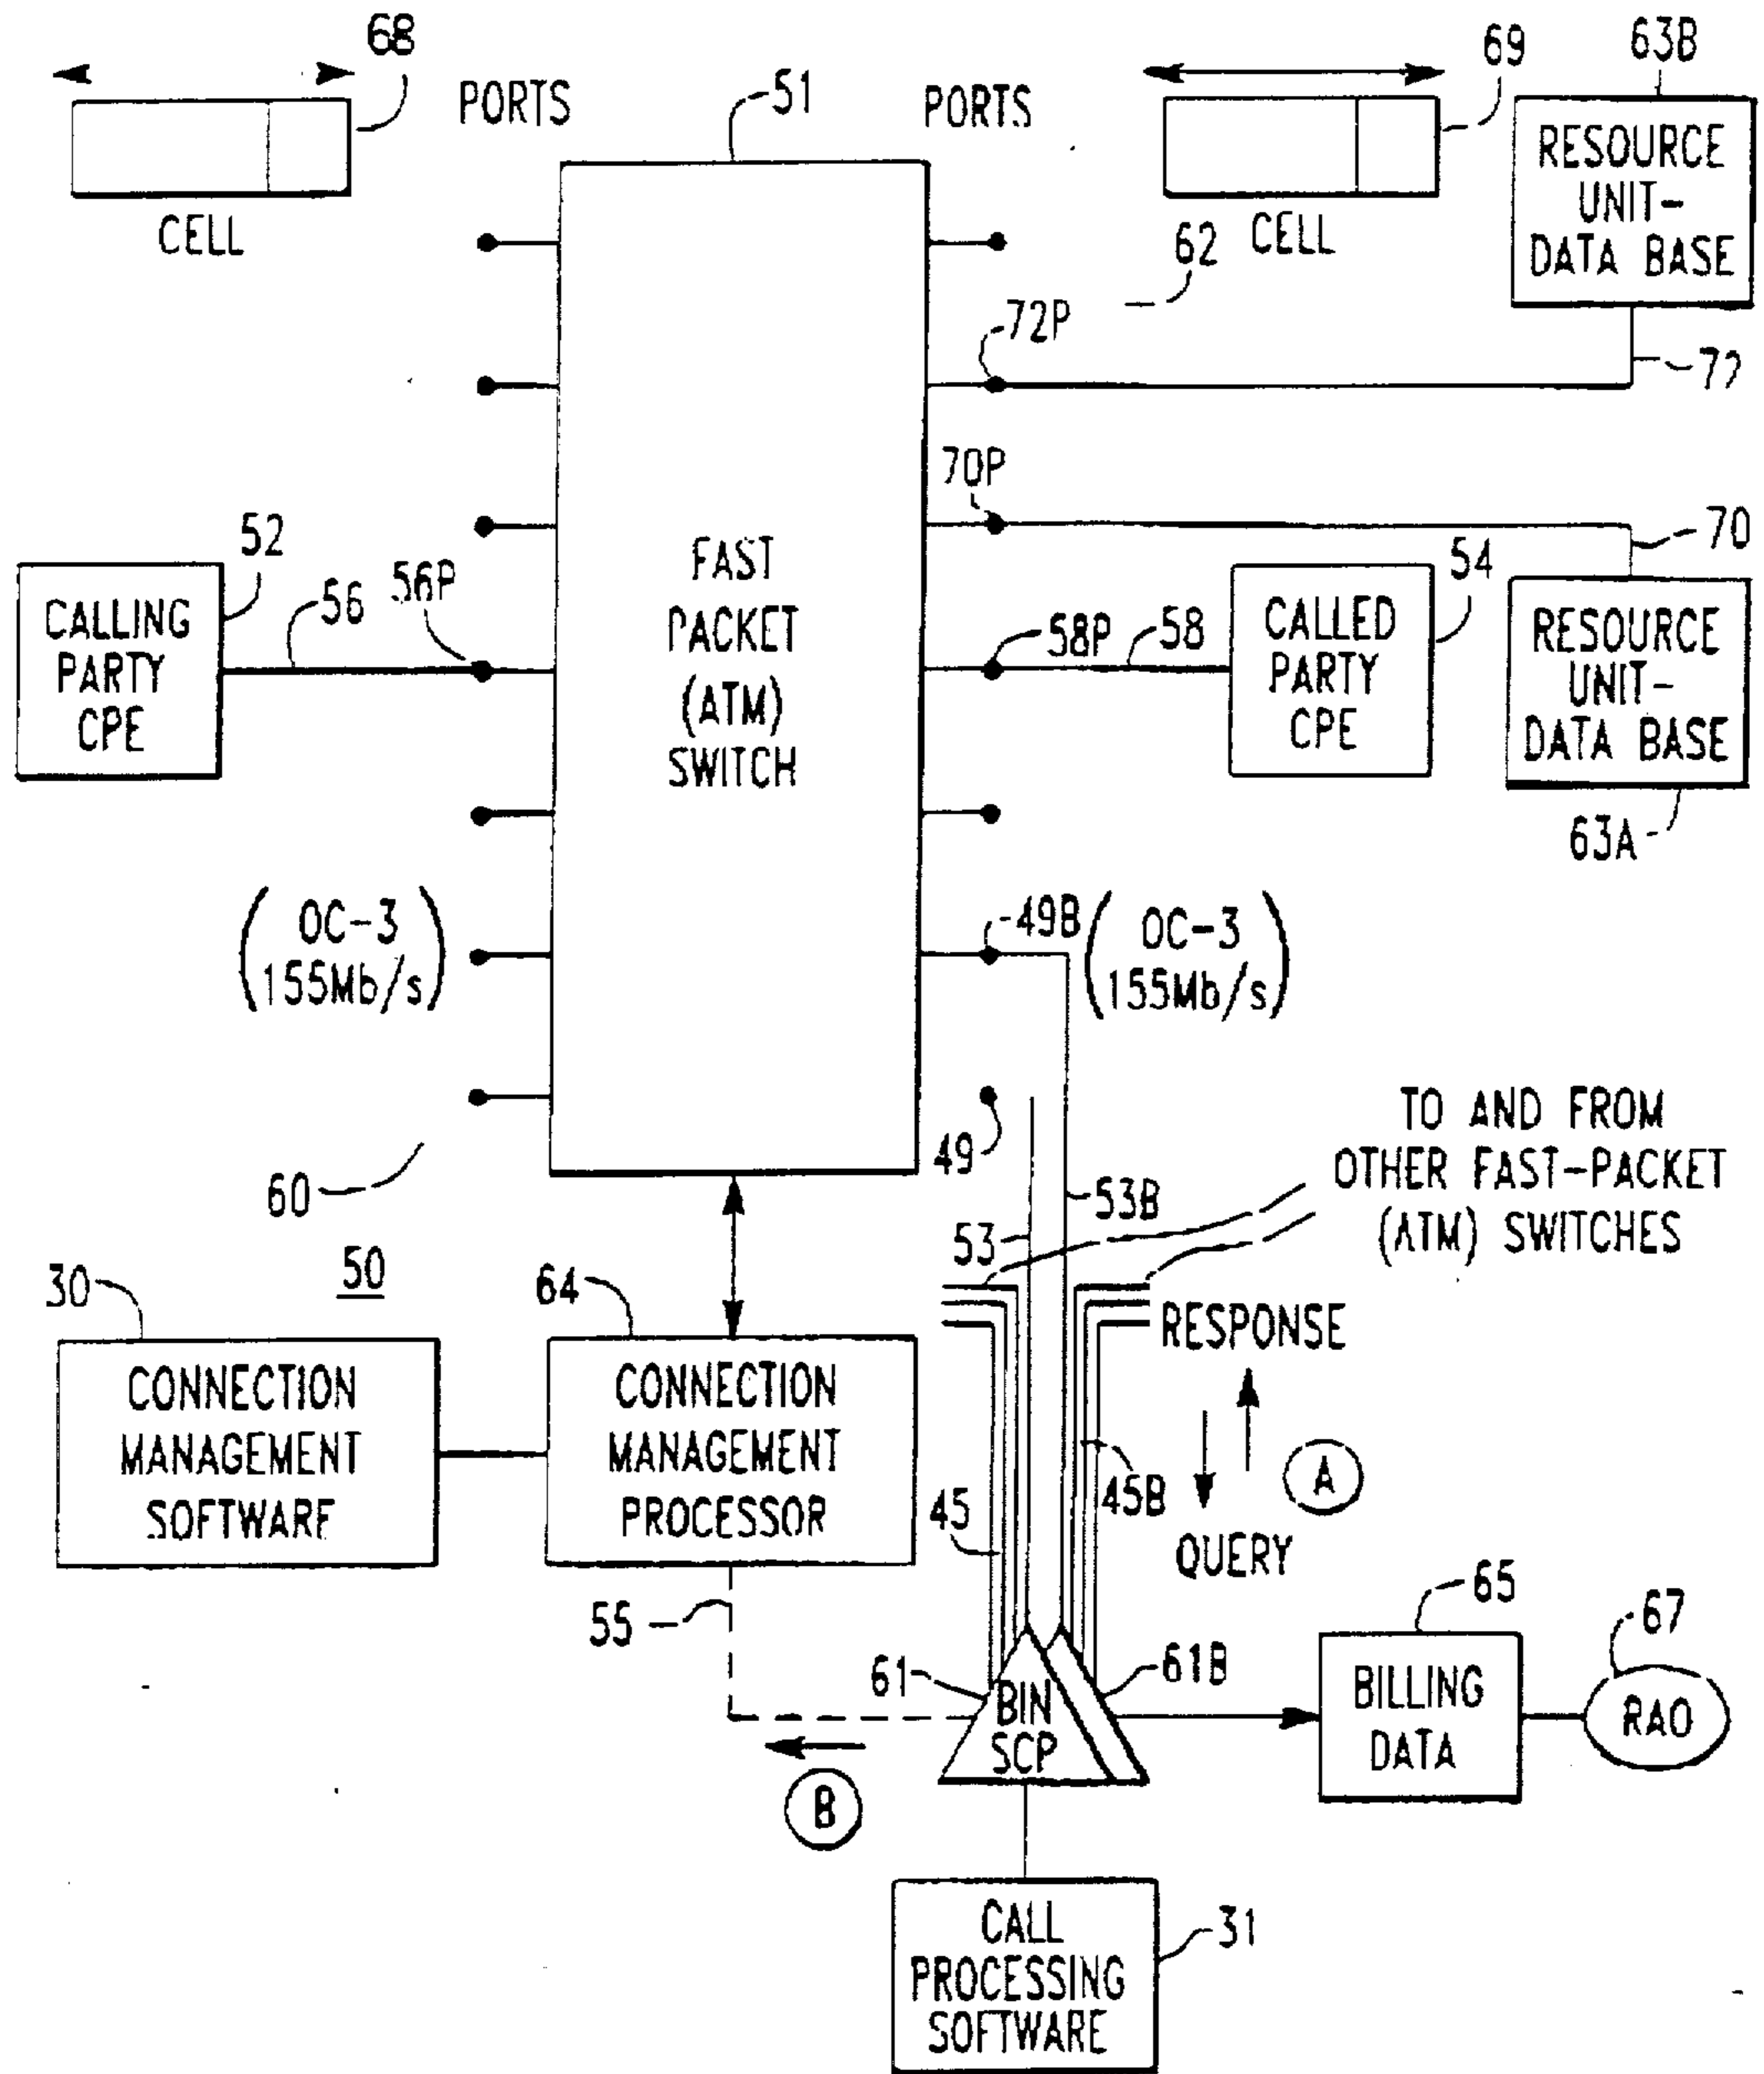 68
PORTS
51
PORTS
69
63B
CELL
62
CELL
RESOURCE
UNIT-
DATA BASE
72P
72
70P
70
52
CALLING
PARTY
CPE
56
56P
FAST
PACKET
(ATM)
SWITCH
58P
58
CALLED
PARTY
CPE
54
RESOURCE
UNIT-
DATA BASE
63A
(OC-3
155Mb/s)
49B
(OC-3
155Mb/s)
49
60
53B
53
TO AND FROM
OTHER FAST-PACKET
(ATM) SWITCHES
50
30
CONNECTION
MANAGEMENT
SOFTWARE
64
CONNECTION
MANAGEMENT
PROCESSOR
RESPONSE
A
45
45B
QUERY
55
61
BIN
SCP
61B
65
BILLING
DATA
67
RAO
B
CALL
PROCESSING
SOFTWARE
31